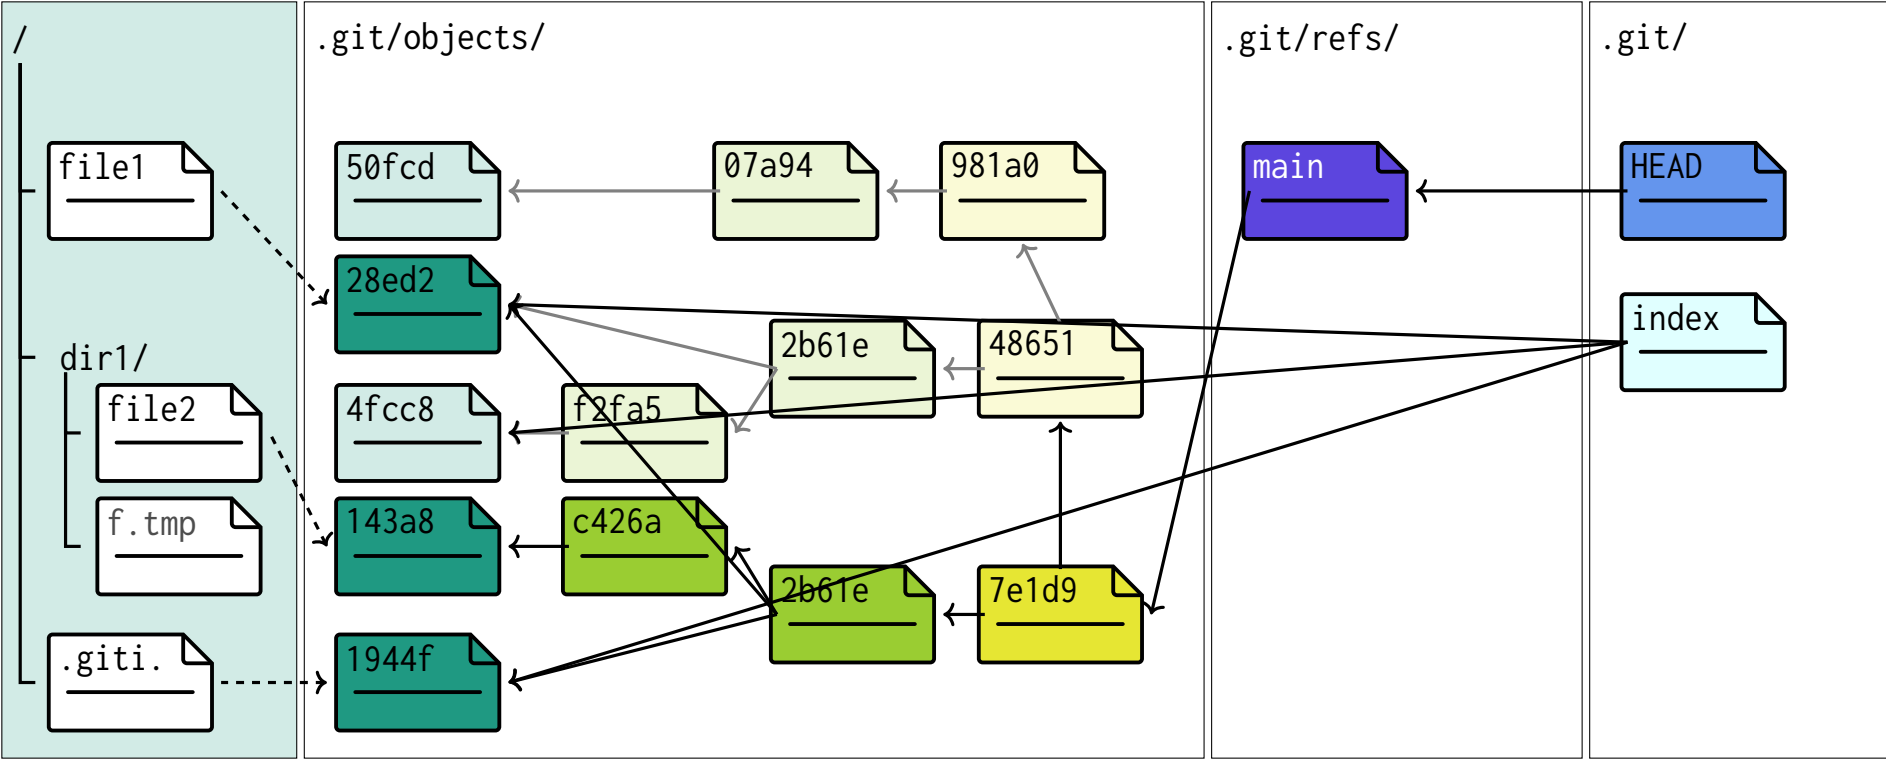 /
.git/objects/
.git/refs/
.git/
file1
50fcd
07a94
981a0
main
HEAD
28ed2
index
dir1/
2b61e
48651
file2
4fcc8
f2fa5
f.tmp
143a8
c426a
2b61e
7e1d9
.giti.
1944f